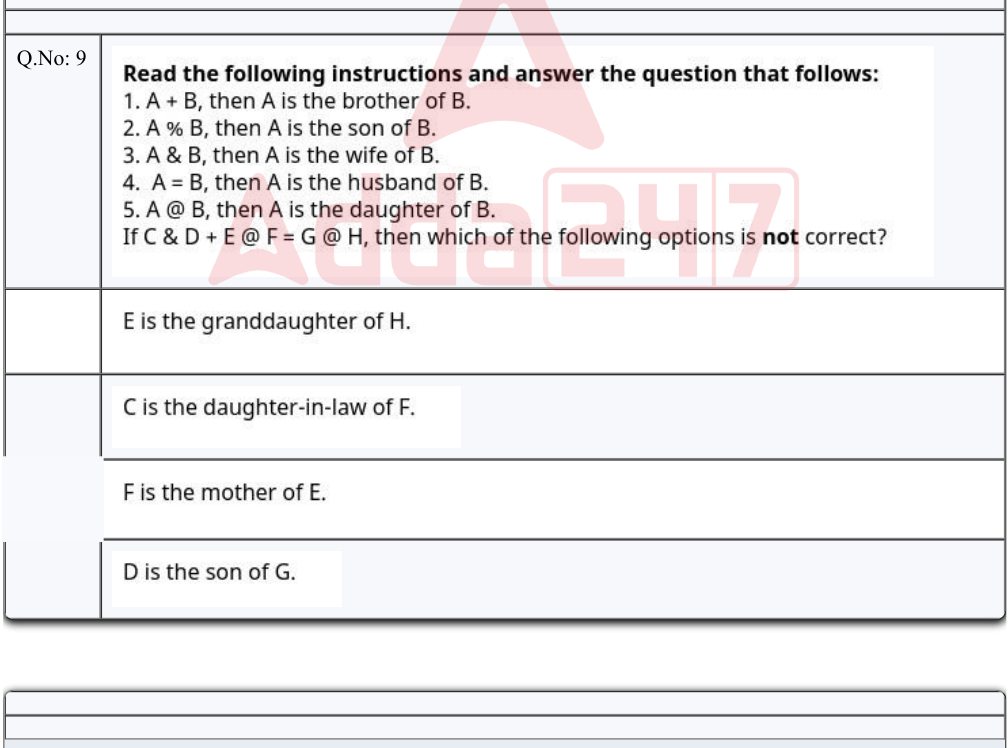 Q.No: 9
Read the following instructions and answer the question that follows:
1. A + B, then A is the brother of B.
2. A % B, then A is the son of B.
3. A & B, then A is the wife of B.
4. A = B, then A is the husband of B.
5. A @ B, then A is the daughter of B.
If C & D + E @ F = G @ H, then which of the following options is not correct?
Adda247
E is the granddaughter of H.
C is the daughter-in-law of F.
F is the mother of E.
D is the son of G.